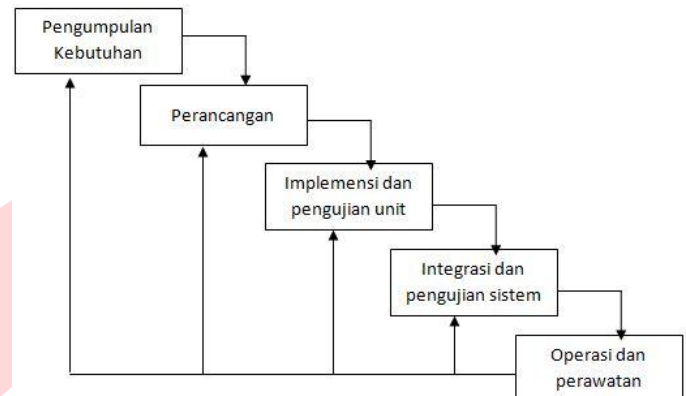 Pengumpulan
Kebutuhan
Perancangan
Implemensi dan
pengujian unit
Integrasi dan
pengujian sistem
Operasi dan
perawatan